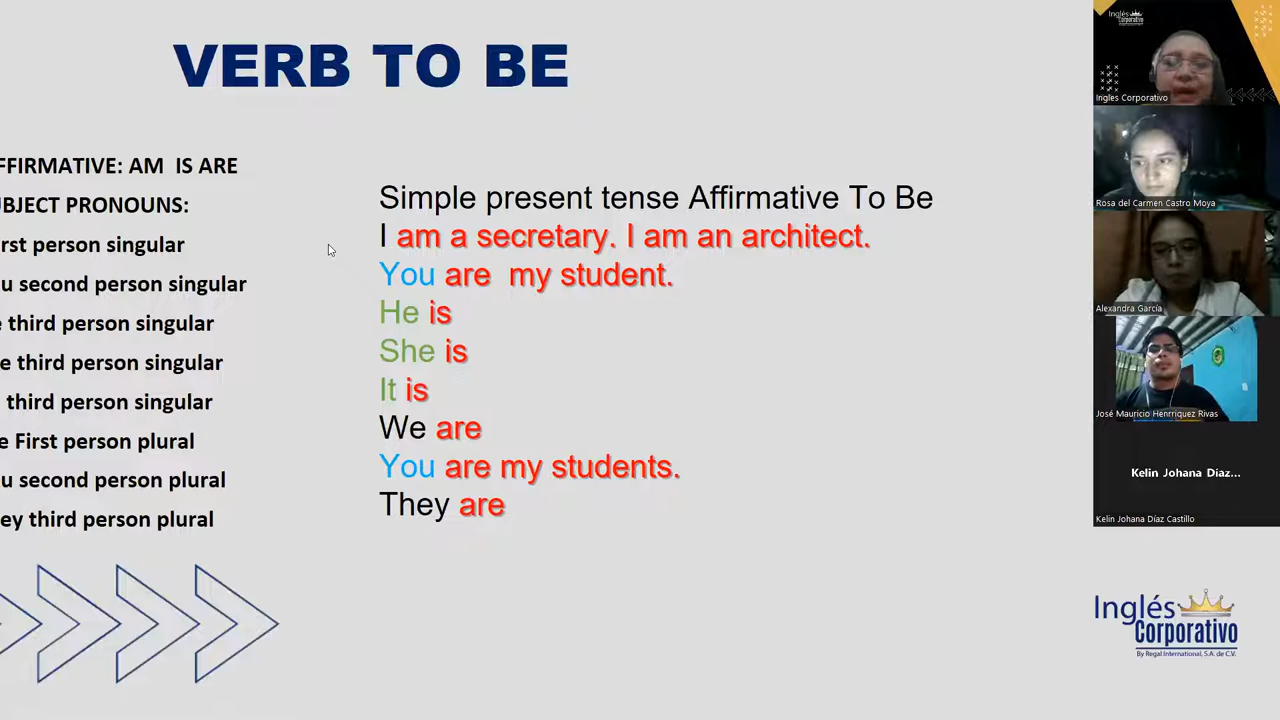 VERB TO BE
FFIRMATIVE: AM IS ARE
UBJECT PRONOUNS:
rst person singular
u second person singular
e third person singular
e third person singular
third person singular
e First person plural
u second person plural
ey third person plural
Simple present tense Affirmative To Be
I am a secretary. I am an architect.
You are my student.
He is
She is
It is
We are
You are my students.
They are
Inglés
Corporativo
Ingles Corporativo
Rosa del Carmen Castro Moya
Alexandra García
José Mauricio Henrriquez Rivas
Kelin Johana Díaz...
Kelin Johana Díaz Castillo
Inglés
Corporativo
By Regal International, S.A. de C.V.